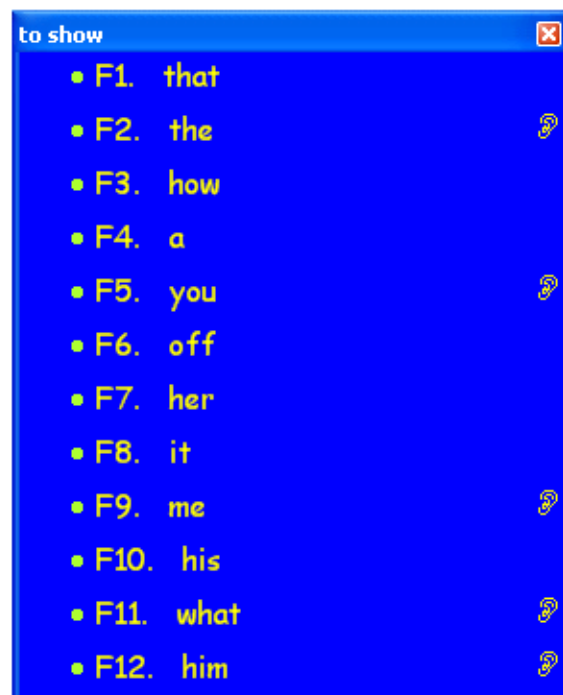 to show
F1. that
F2. the
F3. how
F4. a
F5. you
F6. off
F7. her
F8. it
F9. me
F10. his
F11. what
F12. him